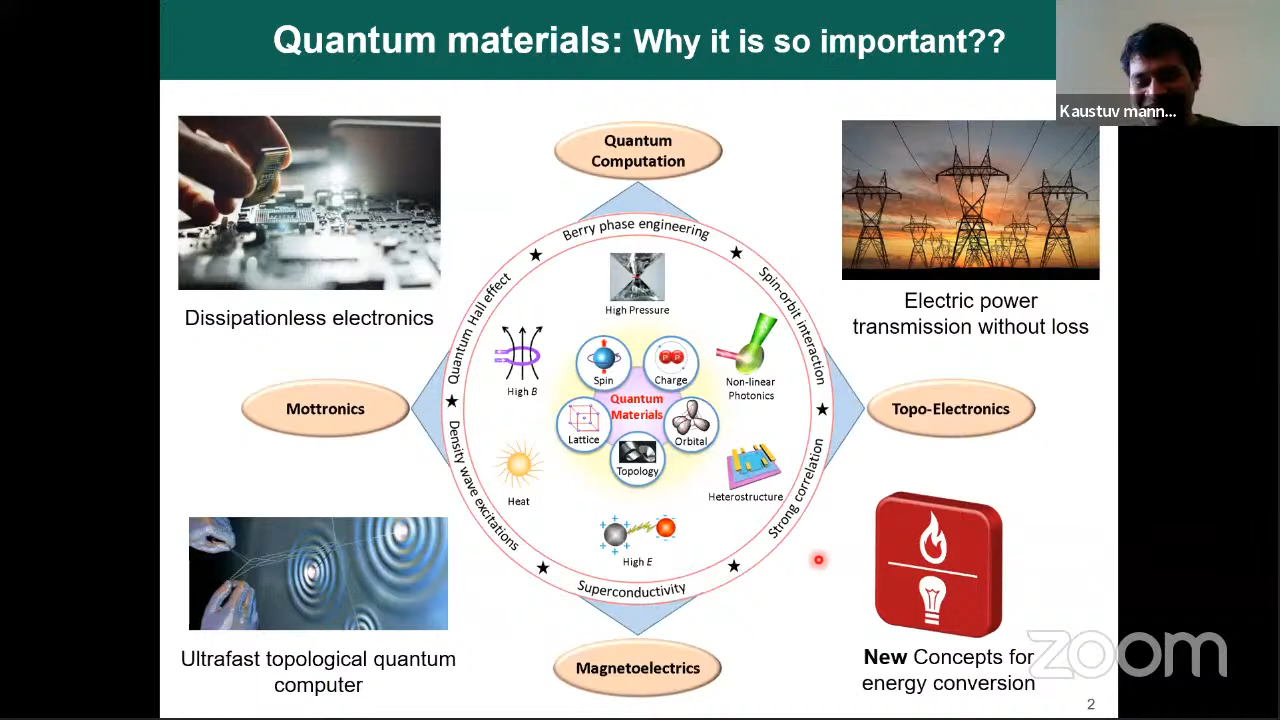 Quantum materials: Why it is so important??
Kaustuv mann...
Quantum
Computation
Dissipationless electronics
Electric power
transmission without loss
Mottronics
Topo-Electronics
Berry phase engineering
Spin-orbit interaction
Strong correlation
Superconductivity
Density wave excitations
Quantum Hall effect
High Pressure
High B
Non-linear
Photonics
Spin
Charge
P P
Quantum
Materials
Lattice
Orbital
Topology
Heat
Heterostructure
High E
Ultrafast topological quantum
computer
Magnetoelectrics
New Concepts for
energy conversion
zoom
2